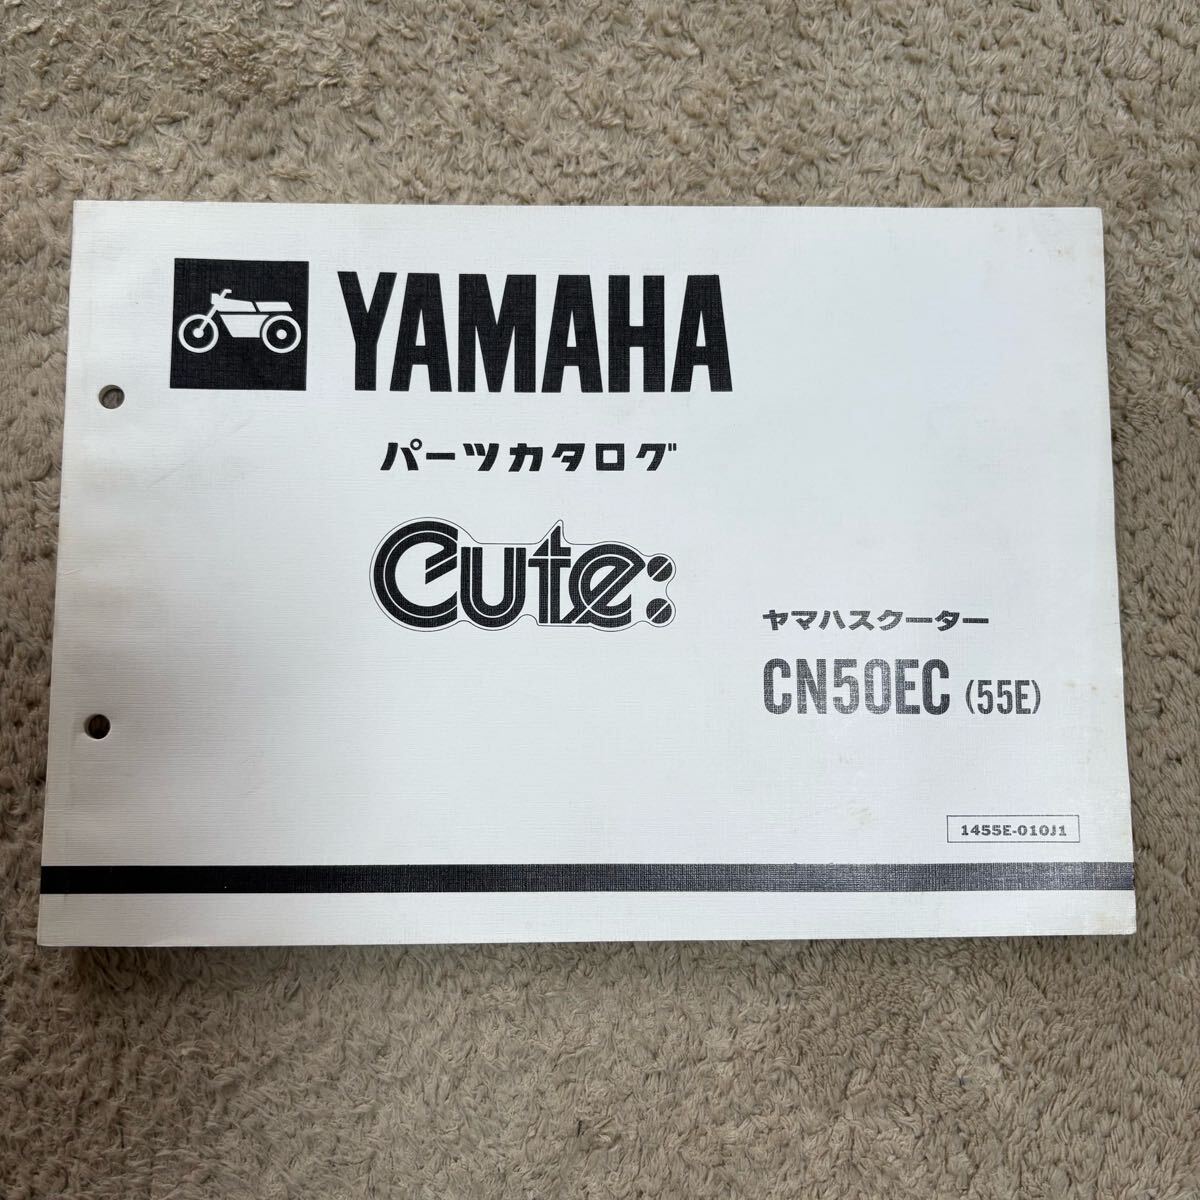 YAMAHA
パーツカタログ
Cute:
ヤマハスクーター
CN50EC (55E)
1455E-010J1